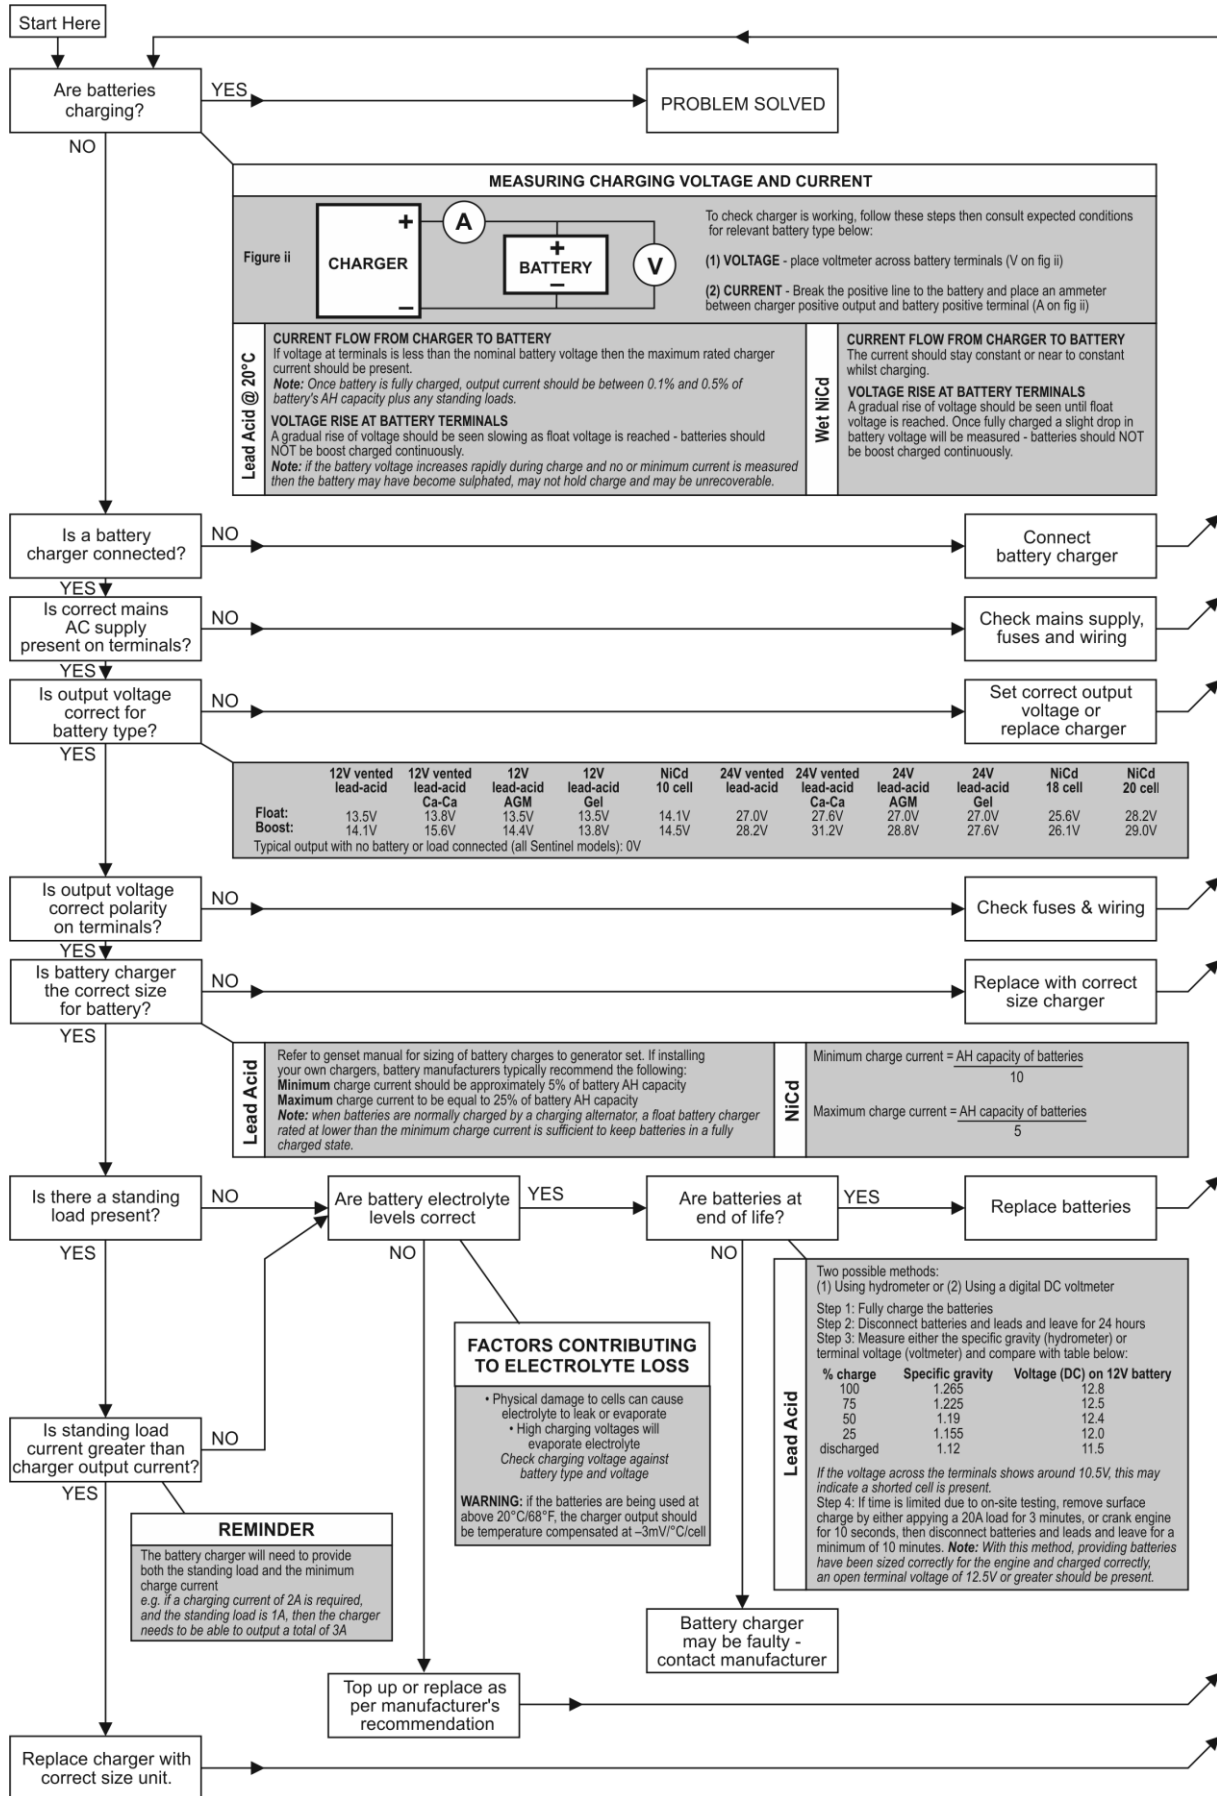 Start Here
Are batteries
charging?
YES
PROBLEM SOLVED
NO
MEASURING CHARGING VOLTAGE AND CURRENT
Figure ii
CHARGER
+
–
A
+
BATTERY
–
V
To check charger is working, follow these steps then consult expected conditions
for relevant battery type below:
(1) VOLTAGE - place voltmeter across battery terminals (V on fig ii)
(2) CURRENT - Break the positive line to the battery and place an ammeter
between charger positive output and battery positive terminal (A on fig ii)
Lead Acid @ 20°C
CURRENT FLOW FROM CHARGER TO BATTERY
If voltage at terminals is less than the nominal battery voltage then the maximum rated charger
current should be present.
Note: Once battery is fully charged, output current should be between 0.1% and 0.5% of
battery's AH capacity plus any standing loads.
VOLTAGE RISE AT BATTERY TERMINALS
A gradual rise of voltage should be seen slowing as float voltage is reached - batteries should
NOT be boost charged continuously.
Note: if the battery voltage increases rapidly during charge and no or minimum current is measured
then the battery may have become sulphated, may not hold charge and may be unrecoverable.
Wet NiCd
CURRENT FLOW FROM CHARGER TO BATTERY
The current should stay constant or near to constant
whilst charging.
VOLTAGE RISE AT BATTERY TERMINALS
A gradual rise of voltage should be seen until float
voltage is reached. Once fully charged a slight drop in
battery voltage will be measured - batteries should NOT
be boost charged continuously.
Is a battery
charger connected?
NO
Connect
battery charger
YES
Is correct mains
AC supply
present on terminals?
NO
Check mains supply,
fuses and wiring
YES
Is output voltage
correct for
battery type?
NO
Set correct output
voltage or
replace charger
YES
12V vented 12V vented 12V 12V NiCd 24V vented 24V vented 24V 24V NiCd NiCd
lead-acid lead-acid lead-acid lead-acid 10 cell lead-acid lead-acid lead-acid lead-acid 18 cell 20 cell
Ca-Ca AGM Gel Ca-Ca AGM Gel
Float: 13.5V 13.8V 13.5V 13.5V 14.1V 27.0V 27.6V 27.0V 27.0V 25.6V 28.2V
Boost: 14.1V 15.6V 14.4V 13.8V 14.5V 28.2V 31.2V 28.8V 27.6V 26.1V 29.0V
Typical output with no battery or load connected (all Sentinel models): 0V
Is output voltage
correct polarity
on terminals?
NO
Check fuses & wiring
YES
Is battery charger
the correct size
for battery?
NO
Replace with correct
size charger
YES
Lead Acid
Refer to genset manual for sizing of battery charges to generator set. If installing
your own chargers, battery manufacturers typically recommend the following:
Minimum charge current should be approximately 5% of battery AH capacity
Maximum charge current to be equal to 25% of battery AH capacity
Note: when batteries are normally charged by a charging alternator, a float battery charger
rated at lower than the minimum charge current is sufficient to keep batteries in a fully
charged state.
NiCd
Minimum charge current = AH capacity of batteries
10
Maximum charge current = AH capacity of batteries
5
Is there a standing
load present?
NO
Are battery electrolyte
levels correct
YES
Are batteries at
end of life?
YES
Replace batteries
YES
NO
NO
Two possible methods:
(1) Using hydrometer or (2) Using a digital DC voltmeter
Step 1: Fully charge the batteries
Step 2: Disconnect batteries and leads and leave for 24 hours
Step 3: Measure either the specific gravity (hydrometer) or
terminal voltage (voltmeter) and compare with table below:
% charge Specific gravity Voltage (DC) on 12V battery
100 1.265 12.8
75 1.225 12.5
50 1.19 12.4
25 1.155 12.0
discharged 1.12 11.5
If the voltage across the terminals shows around 10.5V, this may
indicate a shorted cell is present.
Step 4: If time is limited due to on-site testing, remove surface
charge by either appying a 20A load for 3 minutes, or crank engine
for 10 seconds, then disconnect batteries and leads and leave for a
minimum of 10 minutes. Note: With this method, providing batteries
have been sized correctly for the engine and charged correctly,
an open terminal voltage of 12.5V or greater should be present.
Lead Acid
FACTORS CONTRIBUTING
TO ELECTROLYTE LOSS
• Physical damage to cells can cause
electrolyte to leak or evaporate
• High charging voltages will
evaporate electrolyte
Check charging voltage against
battery type and voltage
WARNING: if the batteries are being used at
above 20°C/68°F, the charger output should
be temperature compensated at –3mV/°C/cell
Is standing load
current greater than
charger output current?
NO
YES
REMINDER
The battery charger will need to provide
both the standing load and the minimum
charge current
e.g. if a charging current of 2A is required,
and the standing load is 1A, then the charger
needs to be able to output a total of 3A
Battery charger
may be faulty -
contact manufacturer
Top up or replace as
per manufacturer's
recommendation
Replace charger with
correct size unit.